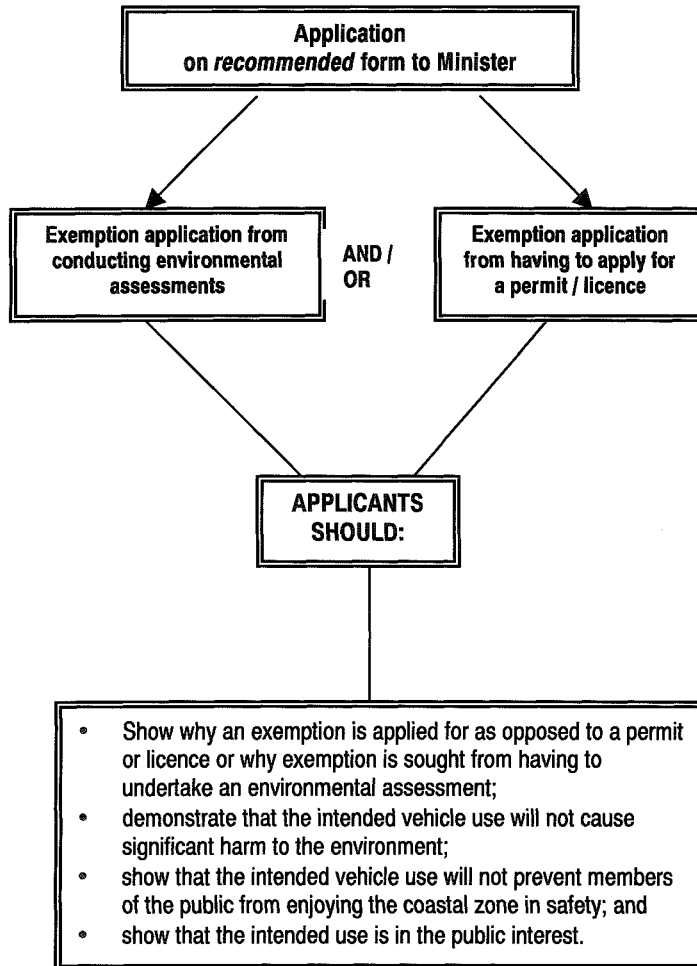 Application
on recommended form to Minister
Exemption application from
conducting environmental
assessments
AND /
OR
Exemption application
from having to apply for
a permit / licence
APPLICANTS
SHOULD:
• Show why an exemption is applied for as opposed to a permit
or licence or why exemption is sought from having to
undertake an environmental assessment;
• demonstrate that the intended vehicle use will not cause
significant harm to the environment;
• show that the intended vehicle use will not prevent members
of the public from enjoying the coastal zone in safety; and
• show that the intended use is in the public interest.